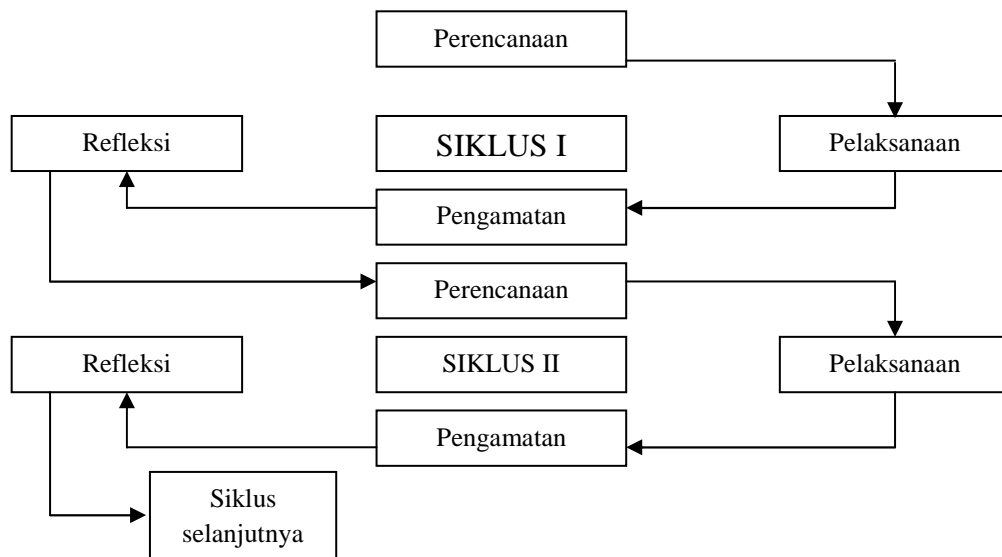 Perencanaan
Refleksi
SIKLUS I
Pelaksanaan
Pengamatan
Perencanaan
Refleksi
SIKLUS II
Pelaksanaan
Pengamatan
Siklus
selanjutnya